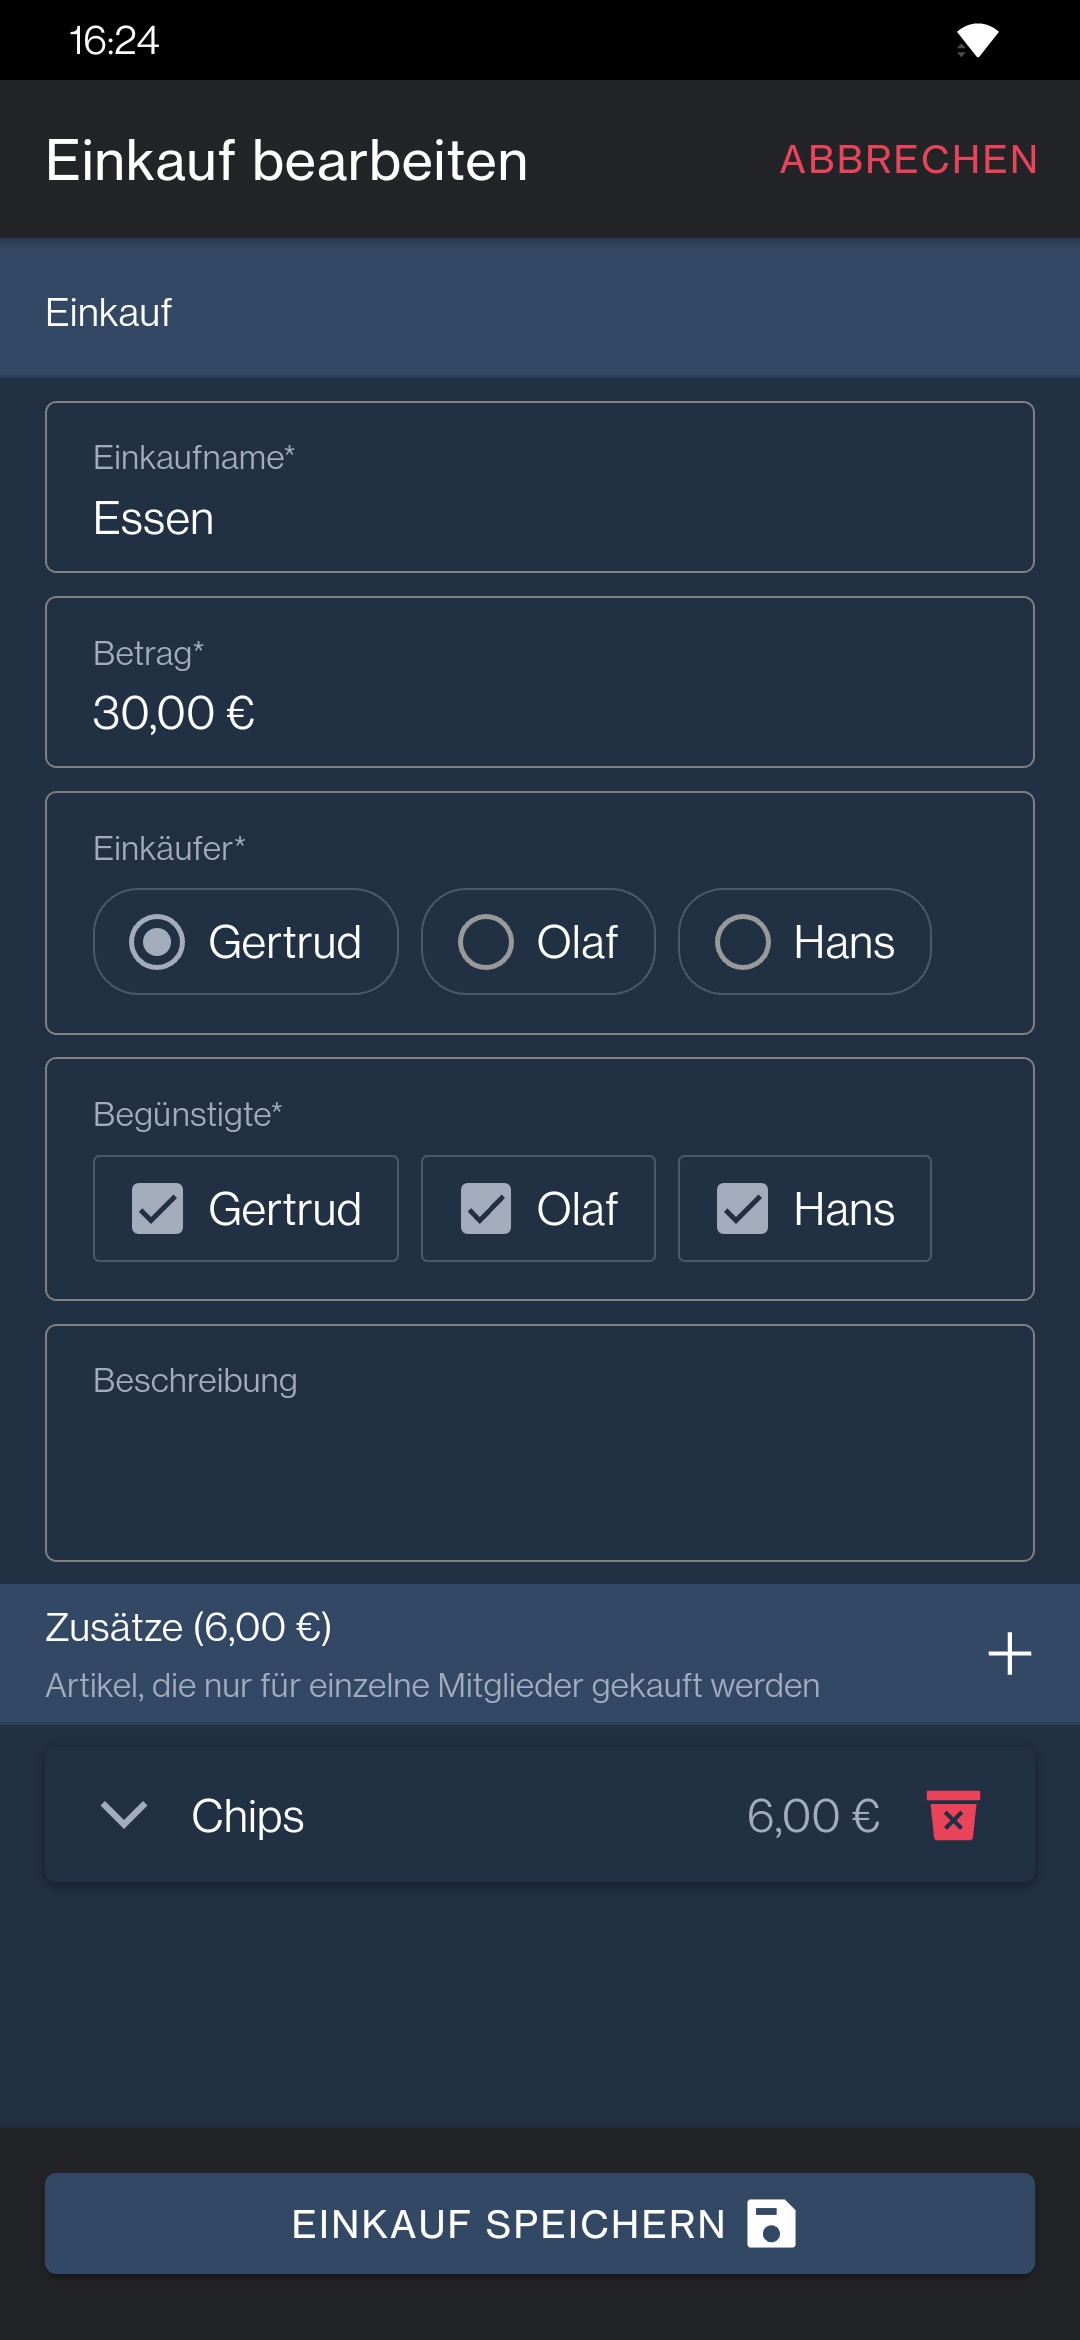 16:24
Einkauf bearbeiten
ABBRECHEN
Einkauf
Einkaufname*
Essen
Betrag*
30,00 €
Einkäufer*
Gertrud Olaf Hans
Begünstigte*
Gertrud Olaf Hans
Beschreibung
Zusätze (6,00 €)
Artikel, die nur für einzelne Mitglieder gekauft werden
Chips 6,00 €
EINKAUF SPEICHERN